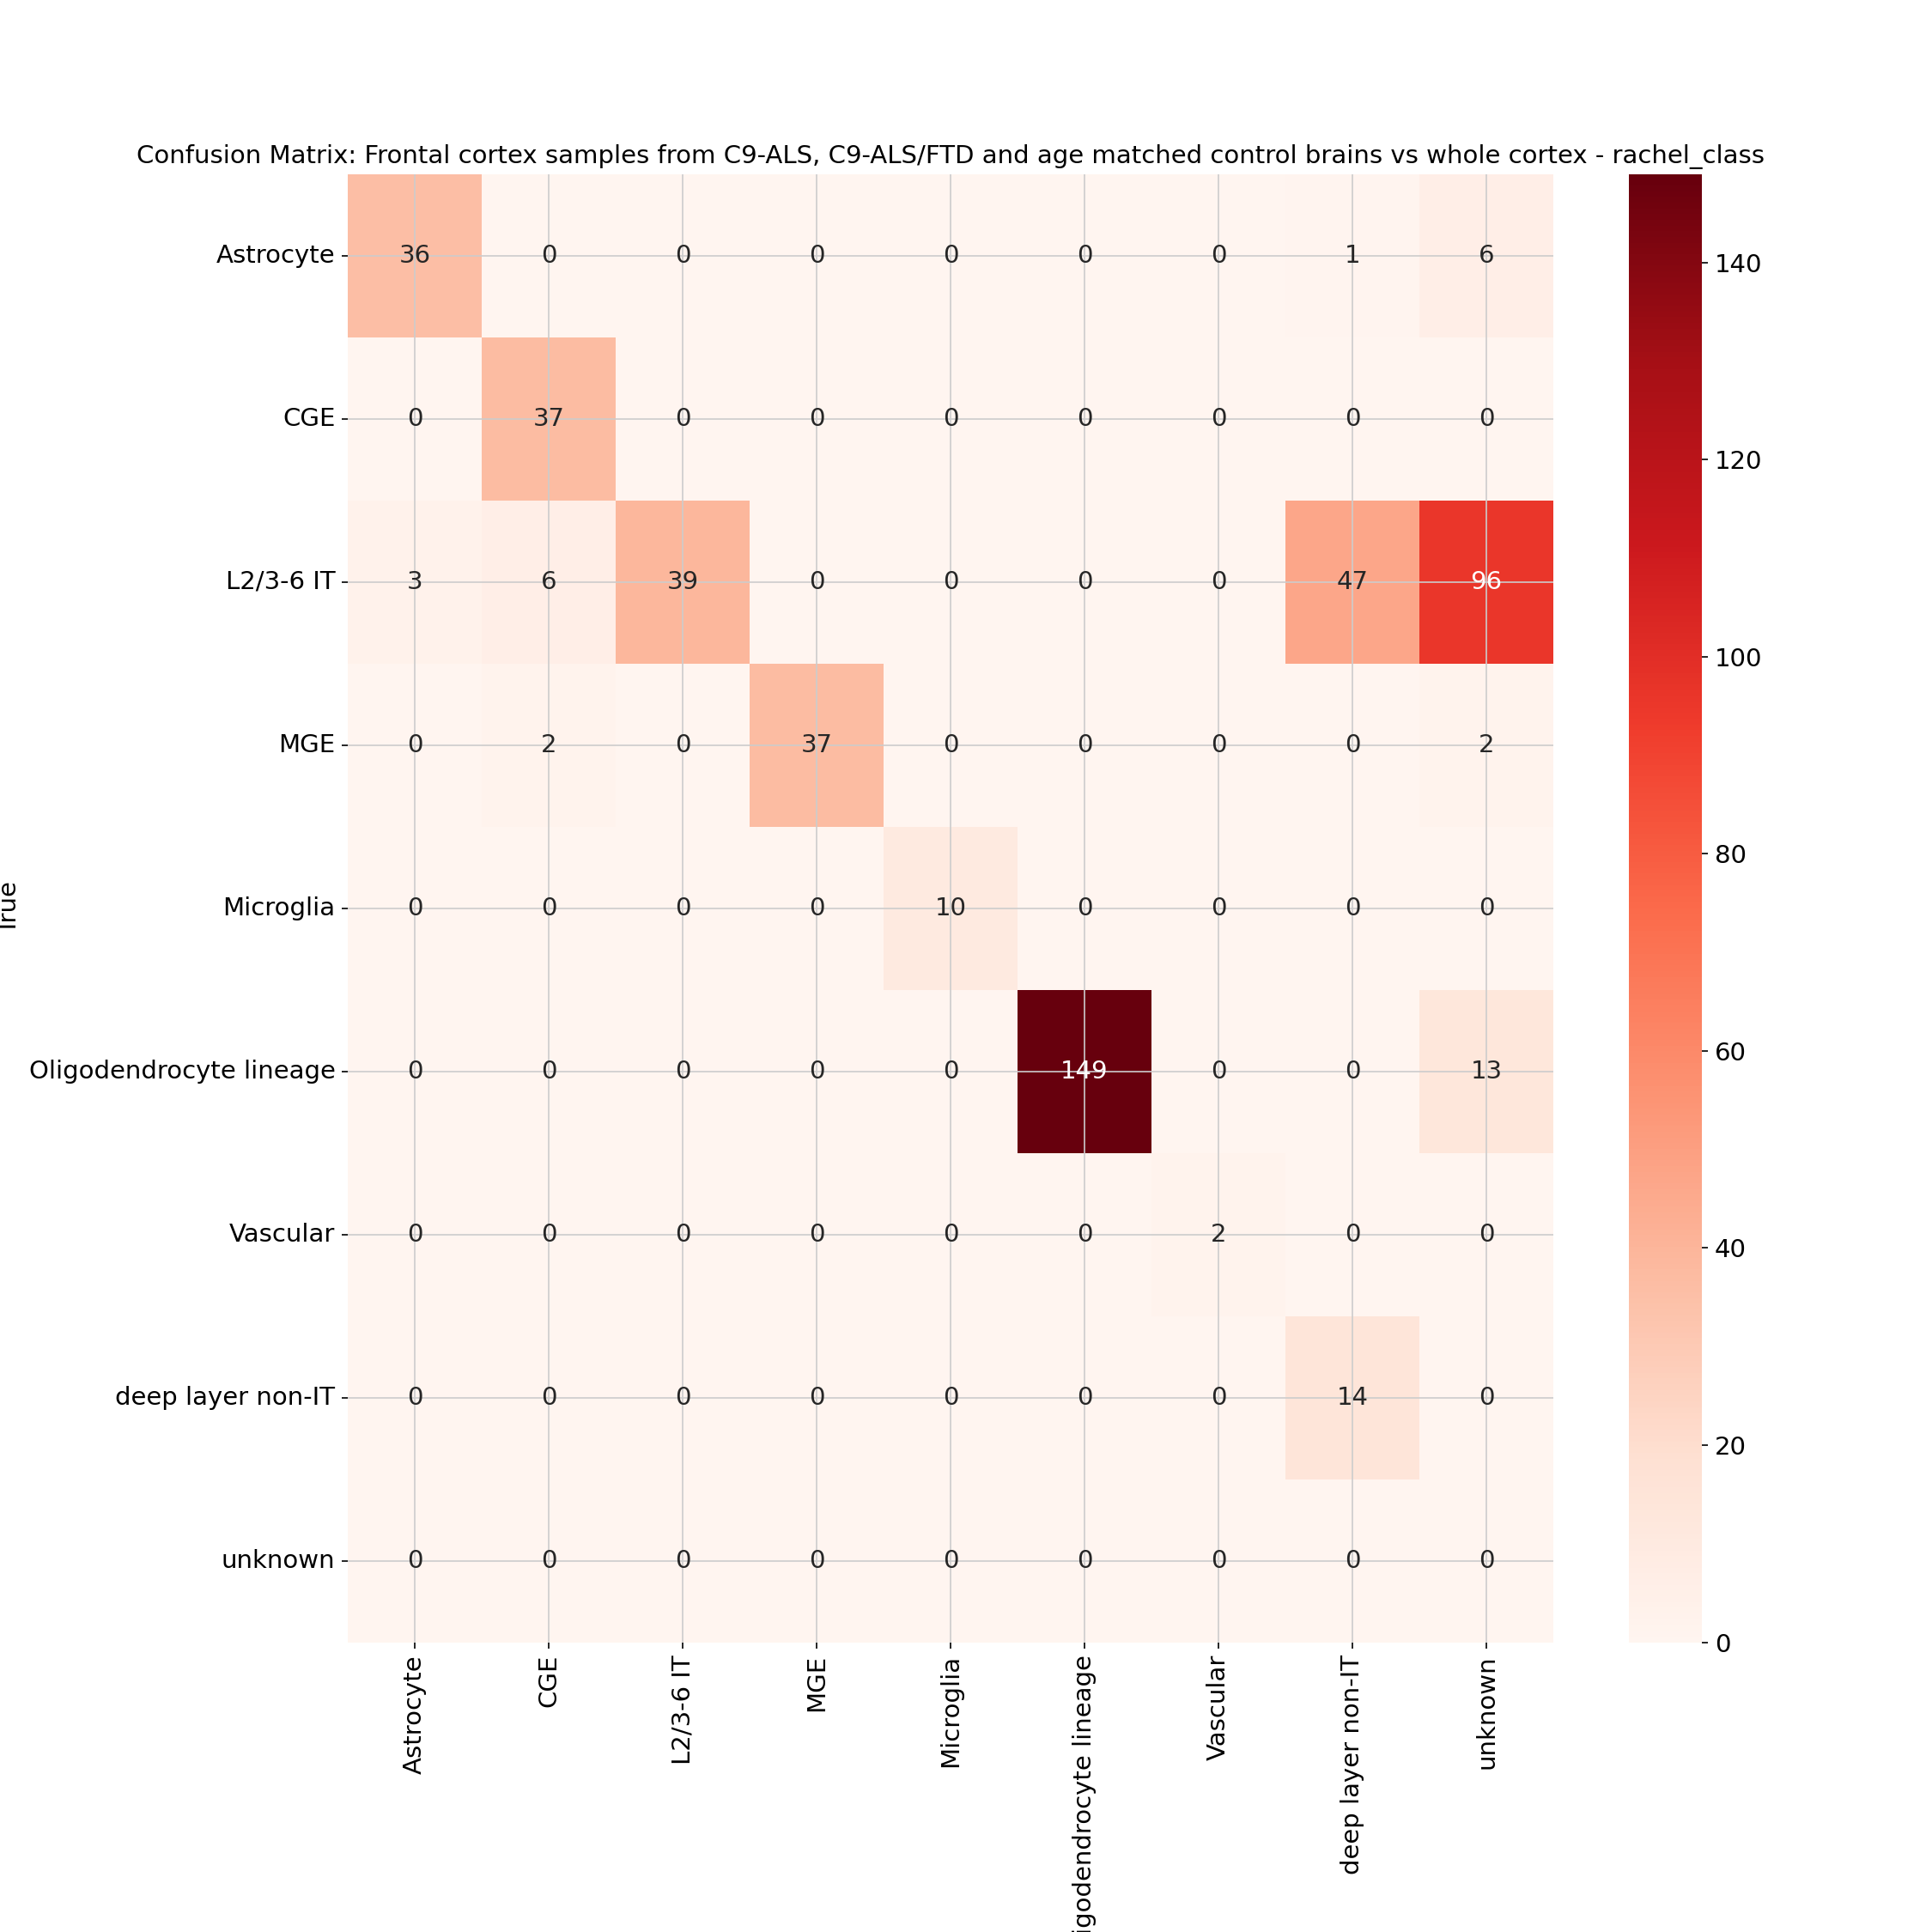 Confusion Matrix: Frontal cortex samples from C9-ALS, C9-ALS/FTD and age matched control brains vs whole cortex - rachel_class
Astrocyte 36 0 0 0 0 0 0 1 6
CGE 0 37 0 0 0 0 0 0 0
L2/3-6 IT 3 6 39 0 0 0 0 47 96
MGE 0 2 0 37 0 0 0 0 2
Microglia 0 0 0 0 10 0 0 0 0
Oligodendrocyte lineage 0 0 0 0 0 149 0 0 13
Vascular 0 0 0 0 0 0 2 0 0
deep layer non-IT 0 0 0 0 0 0 0 14 0
unknown 0 0 0 0 0 0 0 0 0
True
Astrocyte
CGE
L2/3-6 IT
MGE
Microglia
igodendrocyte lineage
Vascular
deep layer non-IT
unknown
140
120
100
80
60
40
20
0